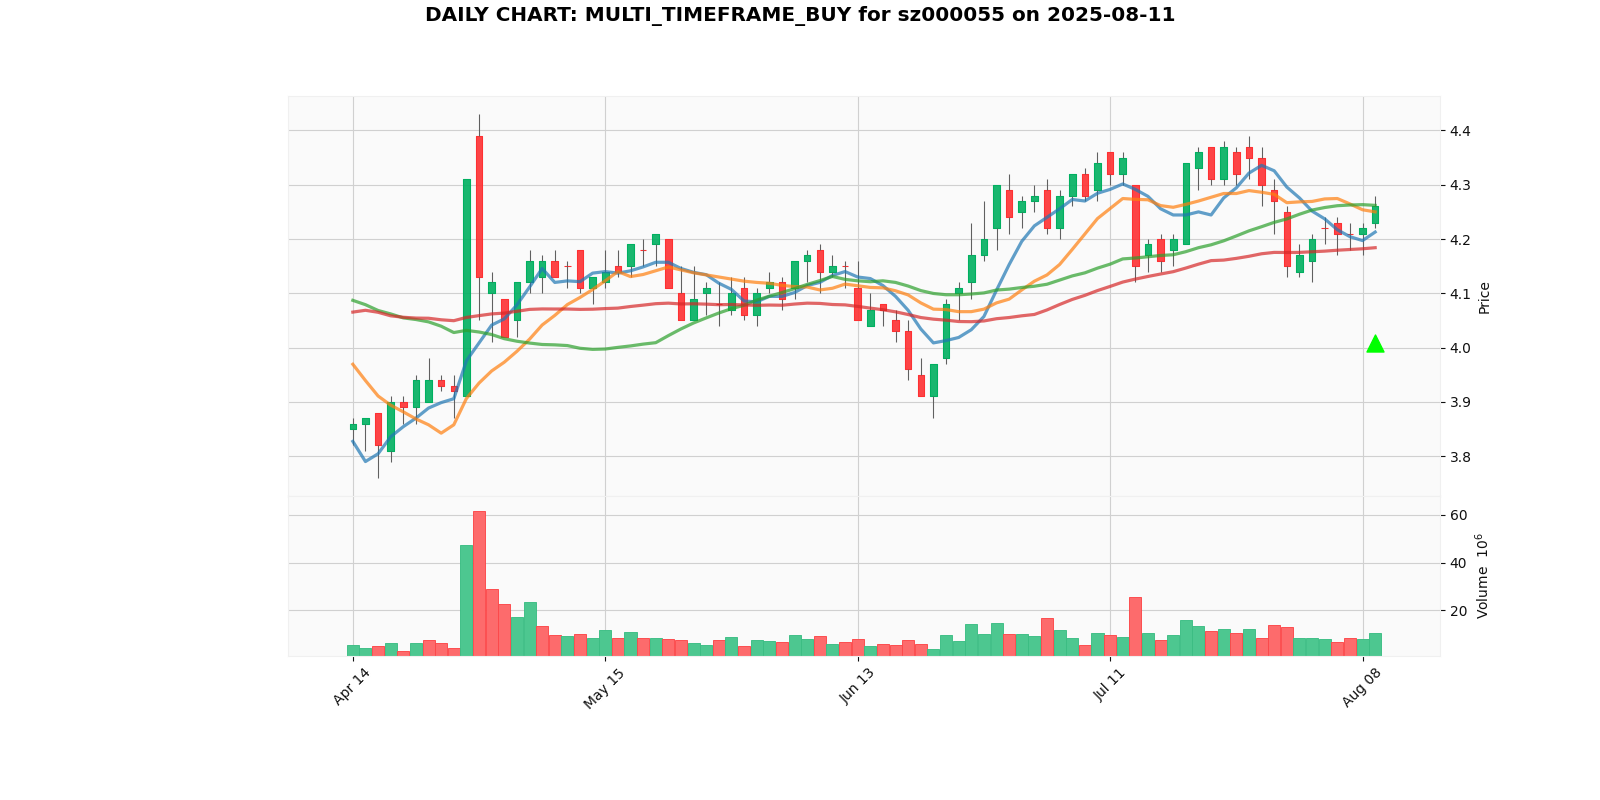 DAILY CHART: MULTI_TIMEFRAME_BUY for sz000055 on 2025-08-11
4.4
4.3
4.2
4.1
4.0
3.9
3.8
Price
60
40
20
Volume 10^6
Apr 14
May 15
Jun 13
Jul 11
Aug 08